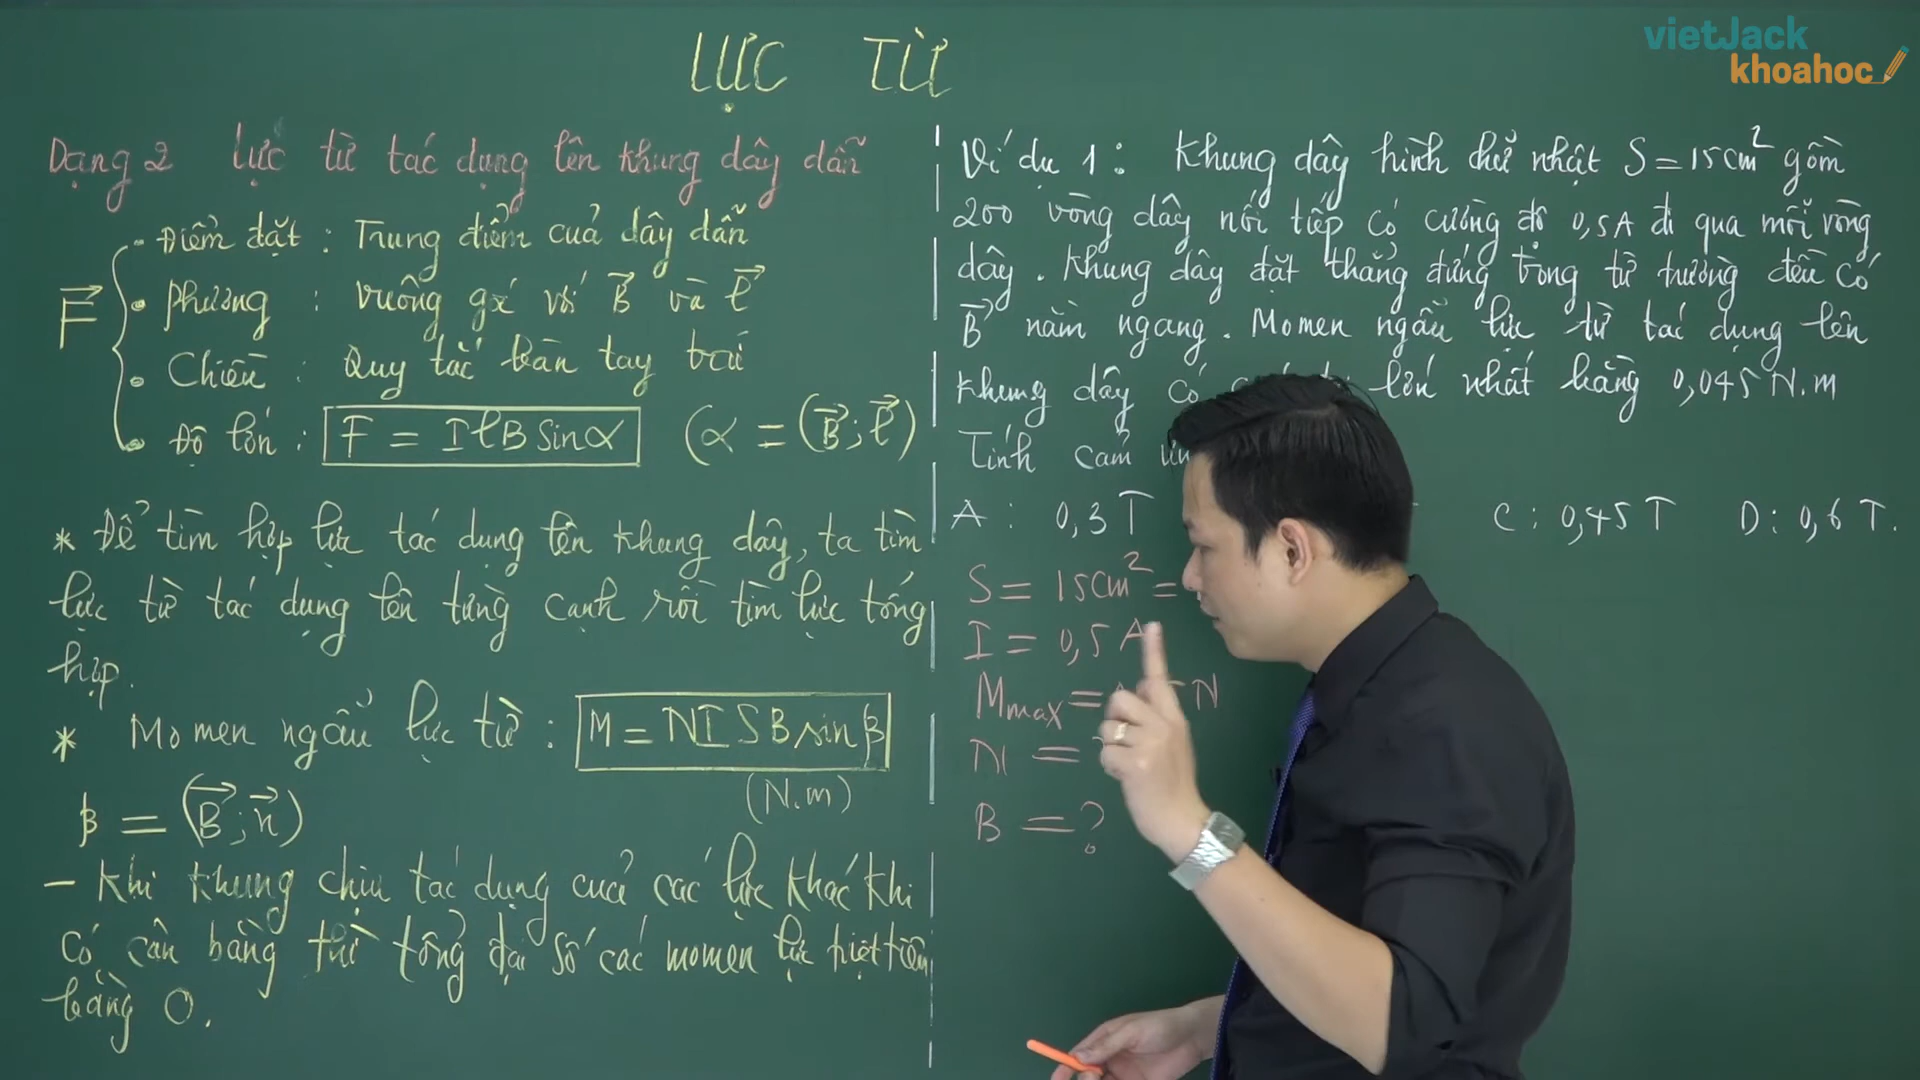 vietJack
khoahoc
LỰC TỪ
Dạng 2 Lực từ tác dụng lên khung dây dẫn
F
• Điểm đặt : Trung điểm của dây dẫn
• Phương : vuông góc với B và l
• Chiều : Quy tắc bàn tay trái
• Độ lớn : F = IlB sinα (α = (B; l)
* Để tìm hợp lực tác dụng lên khung dây, ta tìm
lực từ tác dụng lên từng cạnh rồi tìm lực tổng
hợp.
* Momen ngẫu lực từ : M = NISB sinβ
(N.m)
β = (B; n)
- Khi khung chịu tác dụng của các lực khác khi
có cân bằng thì tổng đại số các momen lực triệt tiêu
bằng 0.
Ví dụ 1 : Khung dây hình chữ nhật S = 15cm² gồm
200 vòng dây nối tiếp có cường độ 0,5A đi qua mỗi vòng
dây. Khung dây đặt thẳng đứng trong từ trường đều có
B nằm ngang. Momen ngẫu lực từ tác dụng lên
khung dây có lớn nhất bằng 0,045 N.m
Tính cảm
A : 0,3 T C : 0,45 T D : 0,6 T.
S = 15cm² =
I = 0,5 A
Mmax = N
N =
B = ?